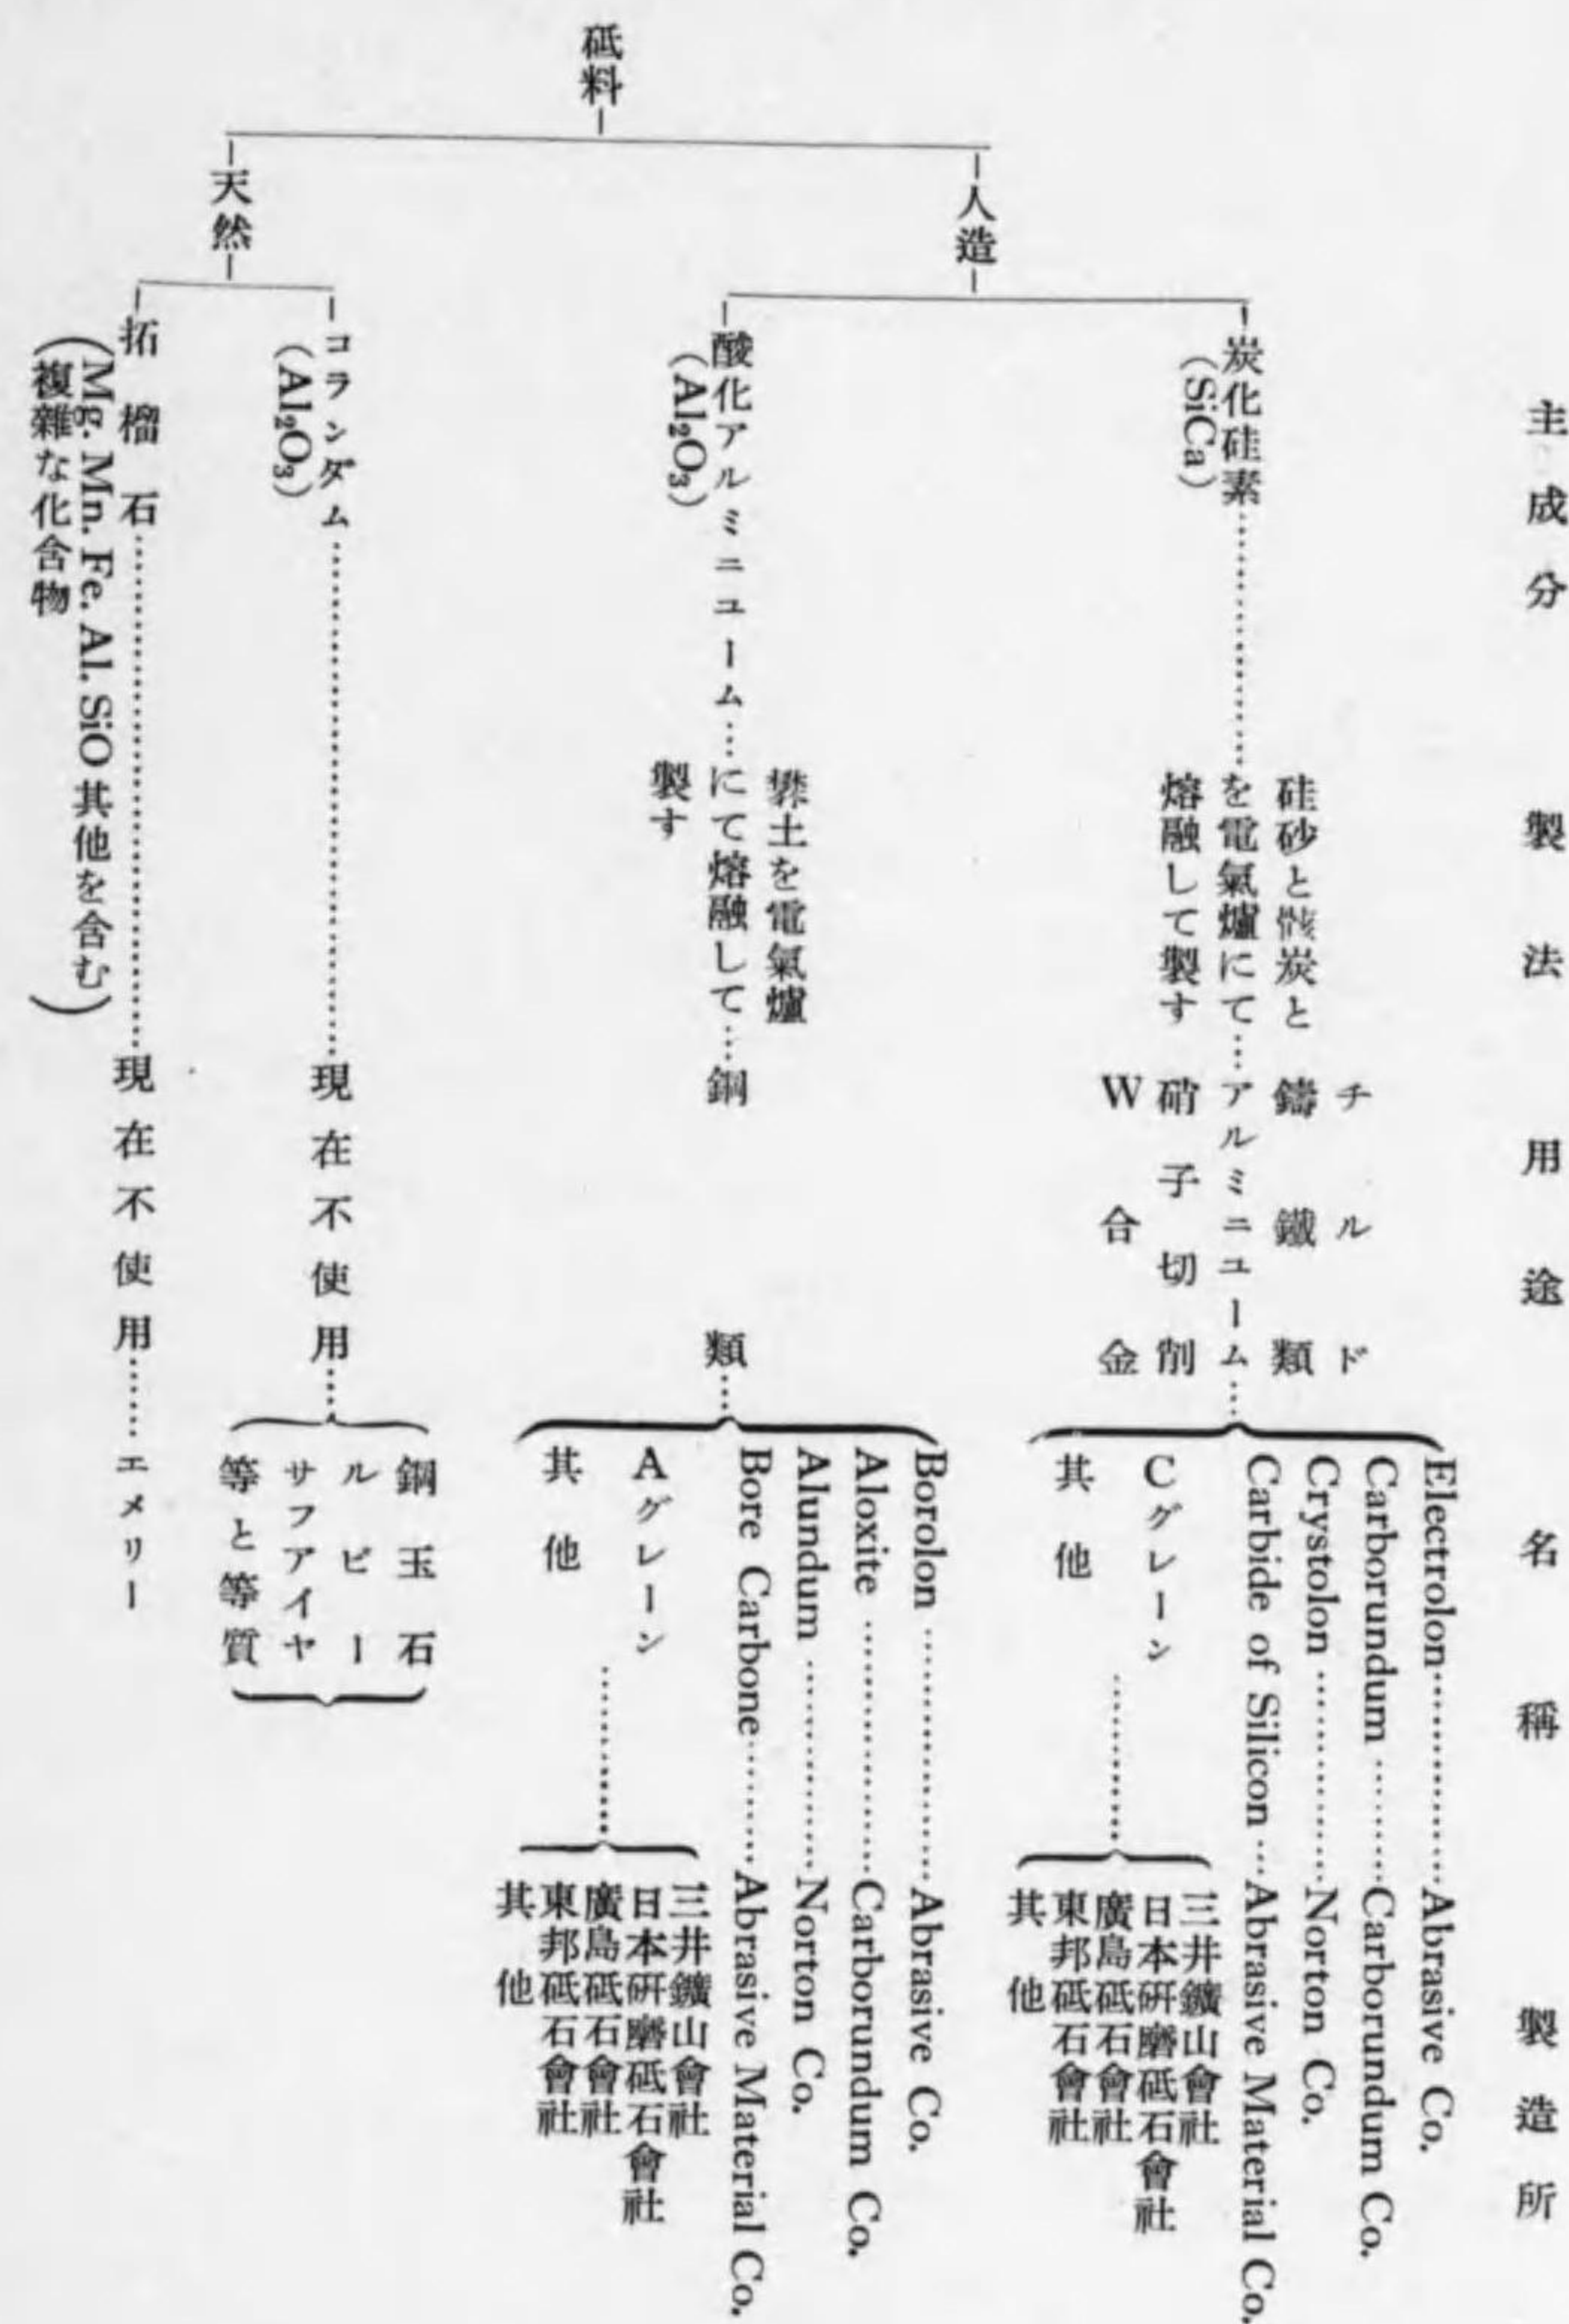 主成分　製法　用途　名稱　製造所
砥料
人造
炭化硅素
(SiCa)
硅砂と骸炭と
を電氣爐にて
熔融して製す
チルド
鑄鐵類
アルミニューム
硝子切削
W合金
Electrolon……Abrasive Co.
Carborundum……Carborundum Co.
Crystolon……Norton Co.
Carbide of Silicon…Abrasive Material Co.
Cグレーン
其他
三井鑛山會社
日本硏磨砥石會社
廣島砥石會社
東邦砥石會社
其他
酸化アルミニューム
(Al₂O₃)
礬土を電氣爐
にて熔融して
製す
鋼類
Borolon……Abrasive Co.
Aloxite……Carborundum Co.
Alundum……Norton Co.
Bore Carbone……Abrasive Material Co.
Aグレーン
其他
三井鑛山會社
日本硏磨砥石會社
廣島砥石會社
東邦砥石會社
其他
天然
コランダム……現在不使用……
(Al₂O₃)
鋼玉石
ルビー
サフアイヤ
等と等質
拓榴石……現在不使用……エメリー
(Mg. Mn. Fe. Al. SiO其他を含む
複雜な化含物)